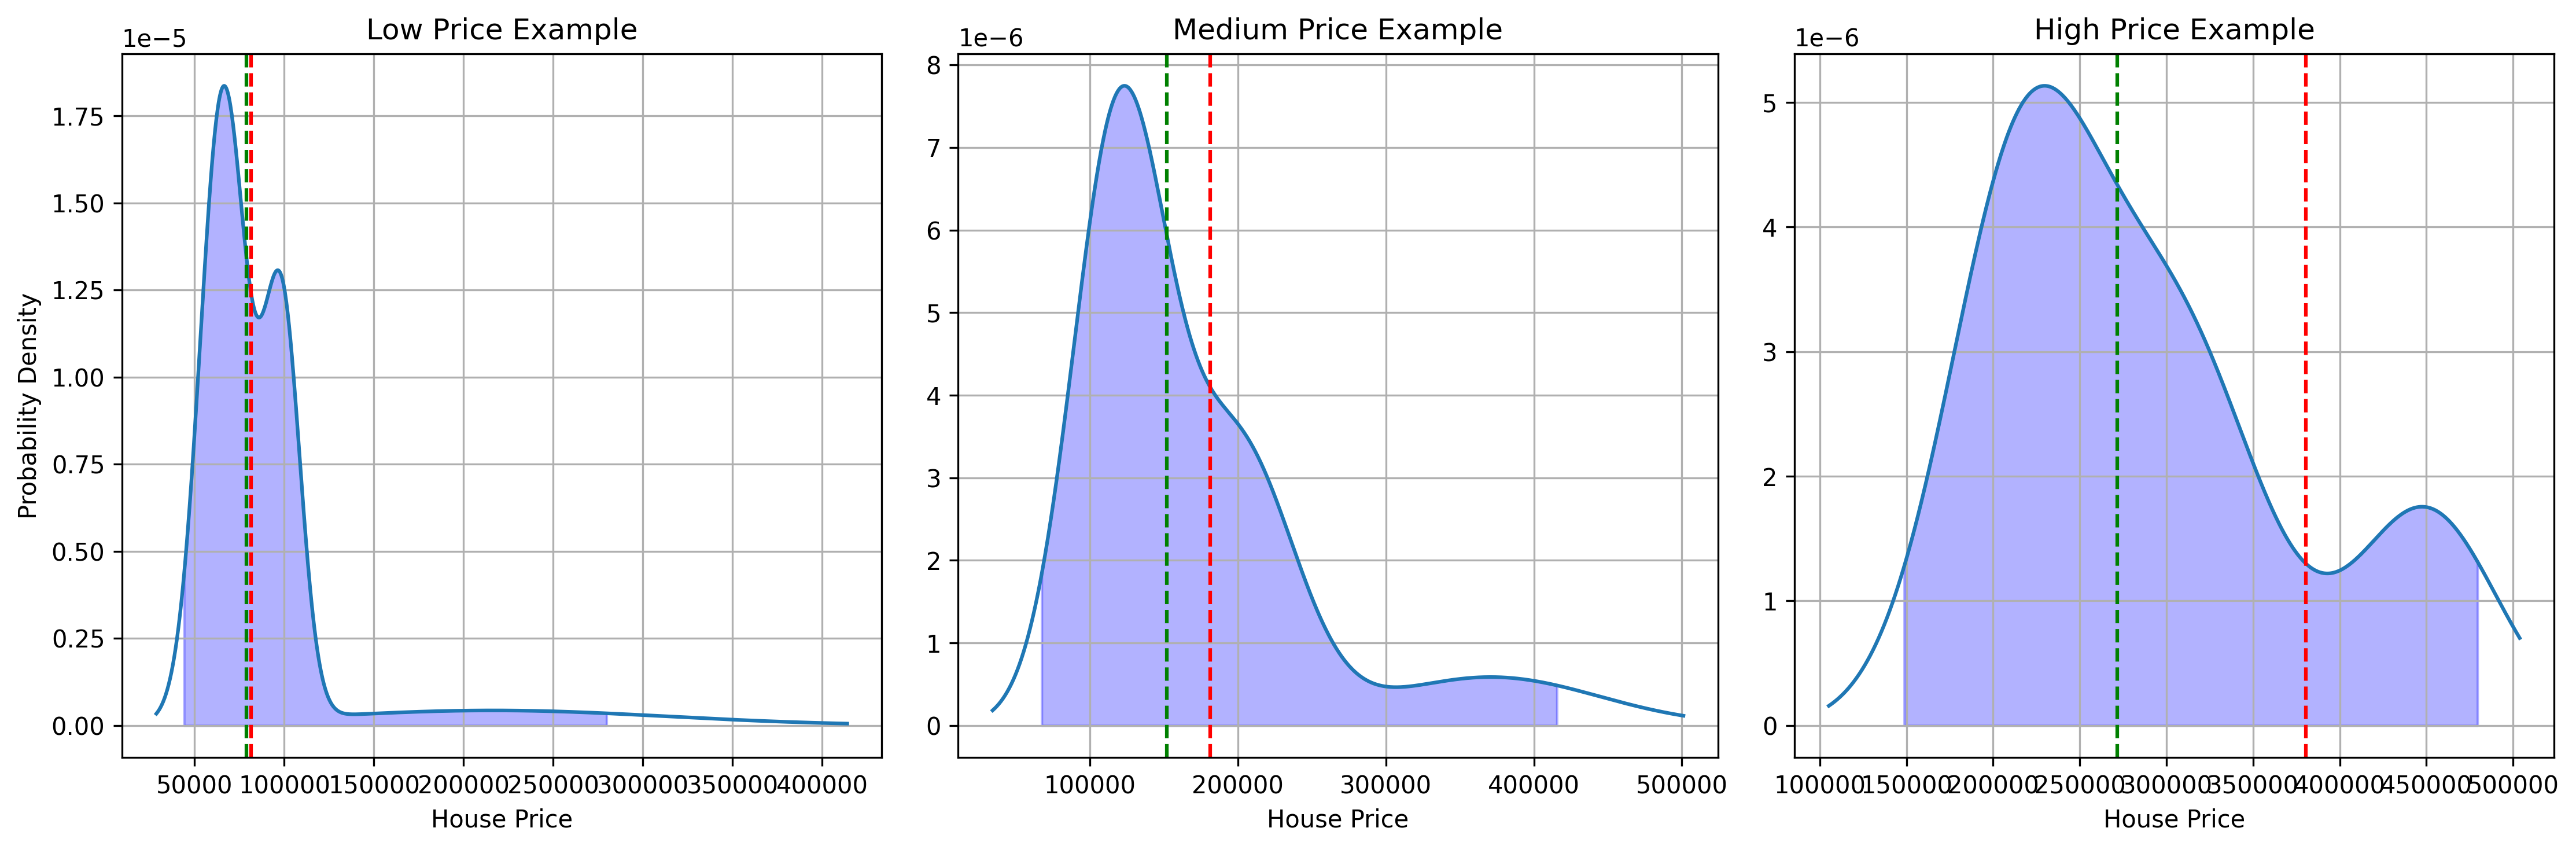 Low Price Example
1e−5
Probability Density
1.75
1.50
1.25
1.00
0.75
0.50
0.25
0.00
50000 100000 150000 200000 250000 300000 350000 400000
House Price
Medium Price Example
1e−6
8
7
6
5
4
3
2
1
0
100000 200000 300000 400000 500000
House Price
High Price Example
1e−6
5
4
3
2
1
0
100000 150000 200000 250000 300000 350000 400000 450000 500000
House Price